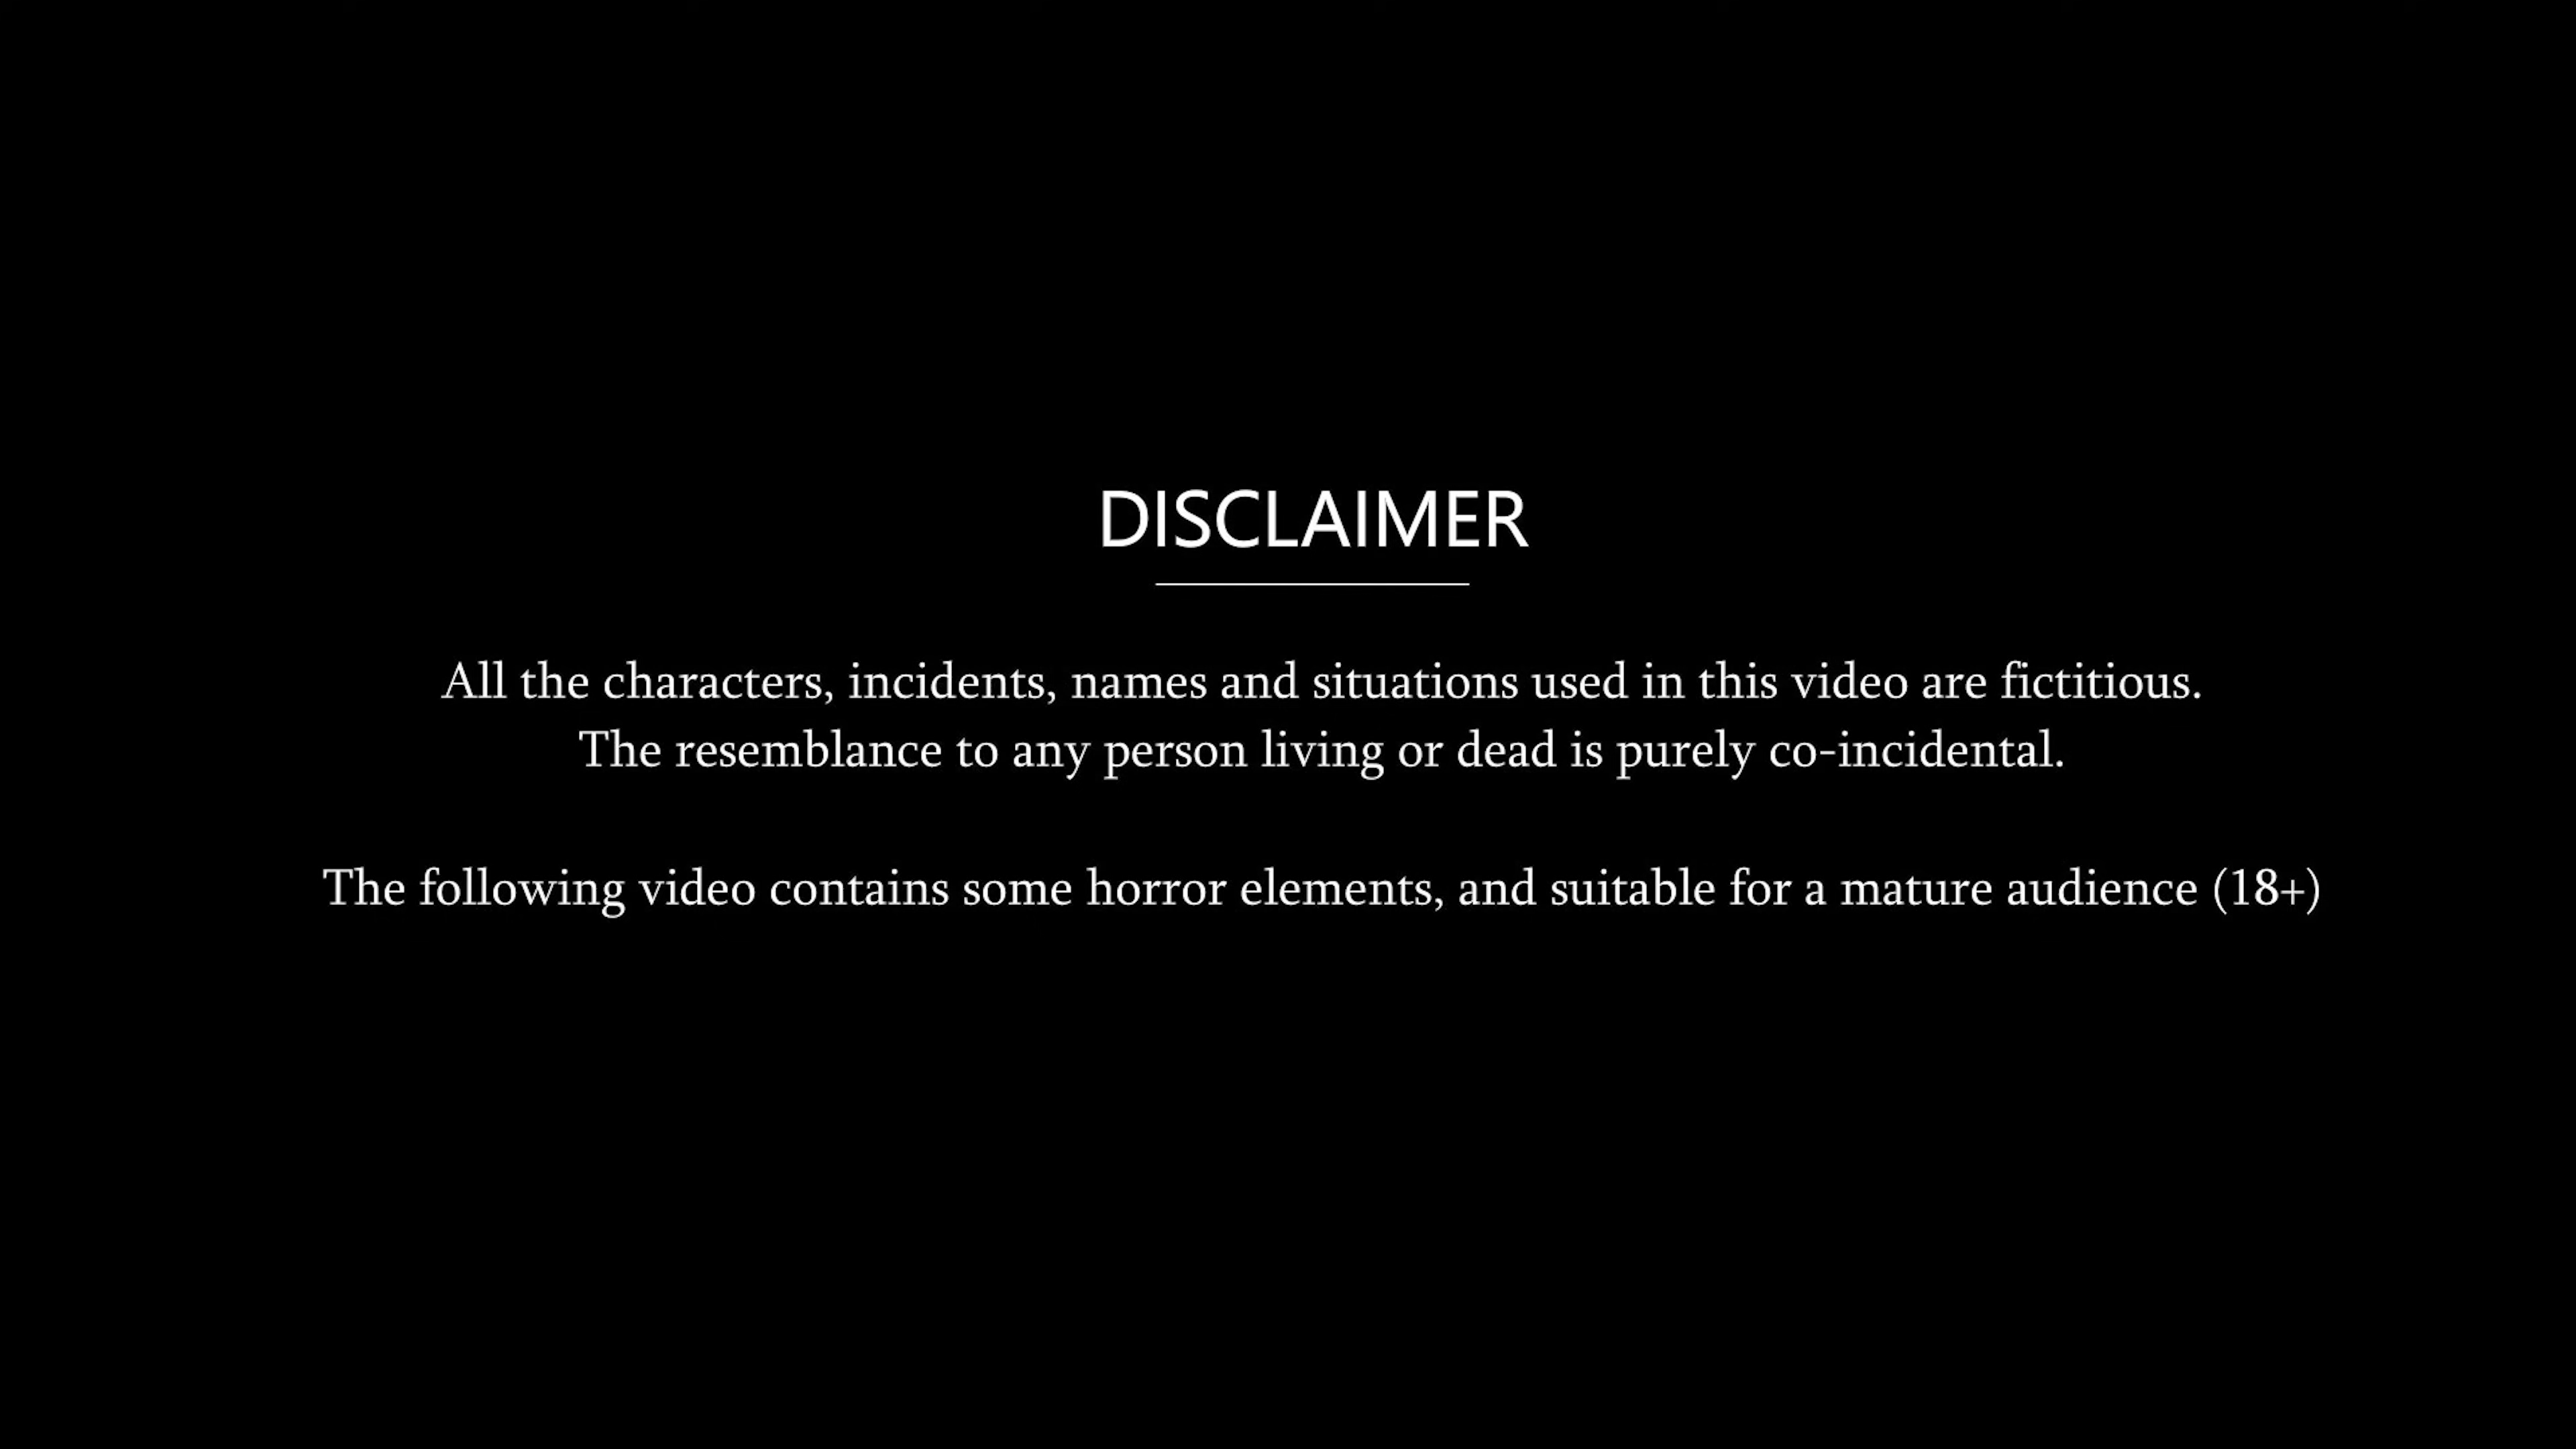 DISCLAIMER
All the characters, incidents, names and situations used in this video are fictitious.
The resemblance to any person living or dead is purely co-incidental.
The following video contains some horror elements, and suitable for a mature audience (18+)